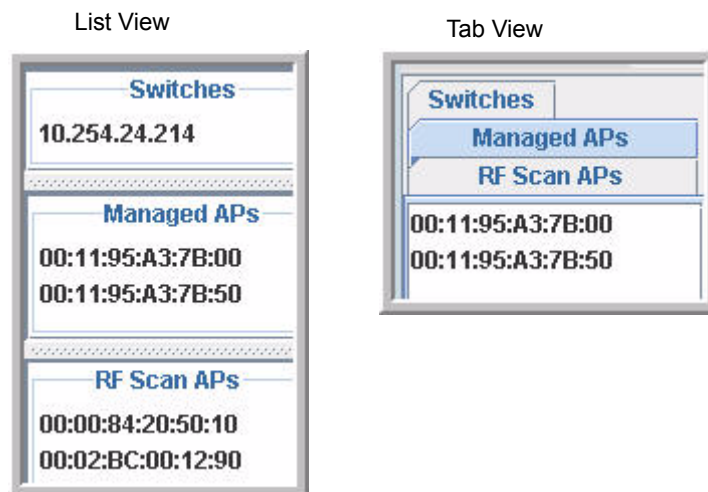 List View
Switches
10.254.24.214
Managed APs
00:11:95:A3:7B:00
00:11:95:A3:7B:50
RF Scan APs
00:00:84:20:50:10
00:02:BC:00:12:90
Tab View
Switches
Managed APs
RF Scan APs
00:11:95:A3:7B:00
00:11:95:A3:7B:50